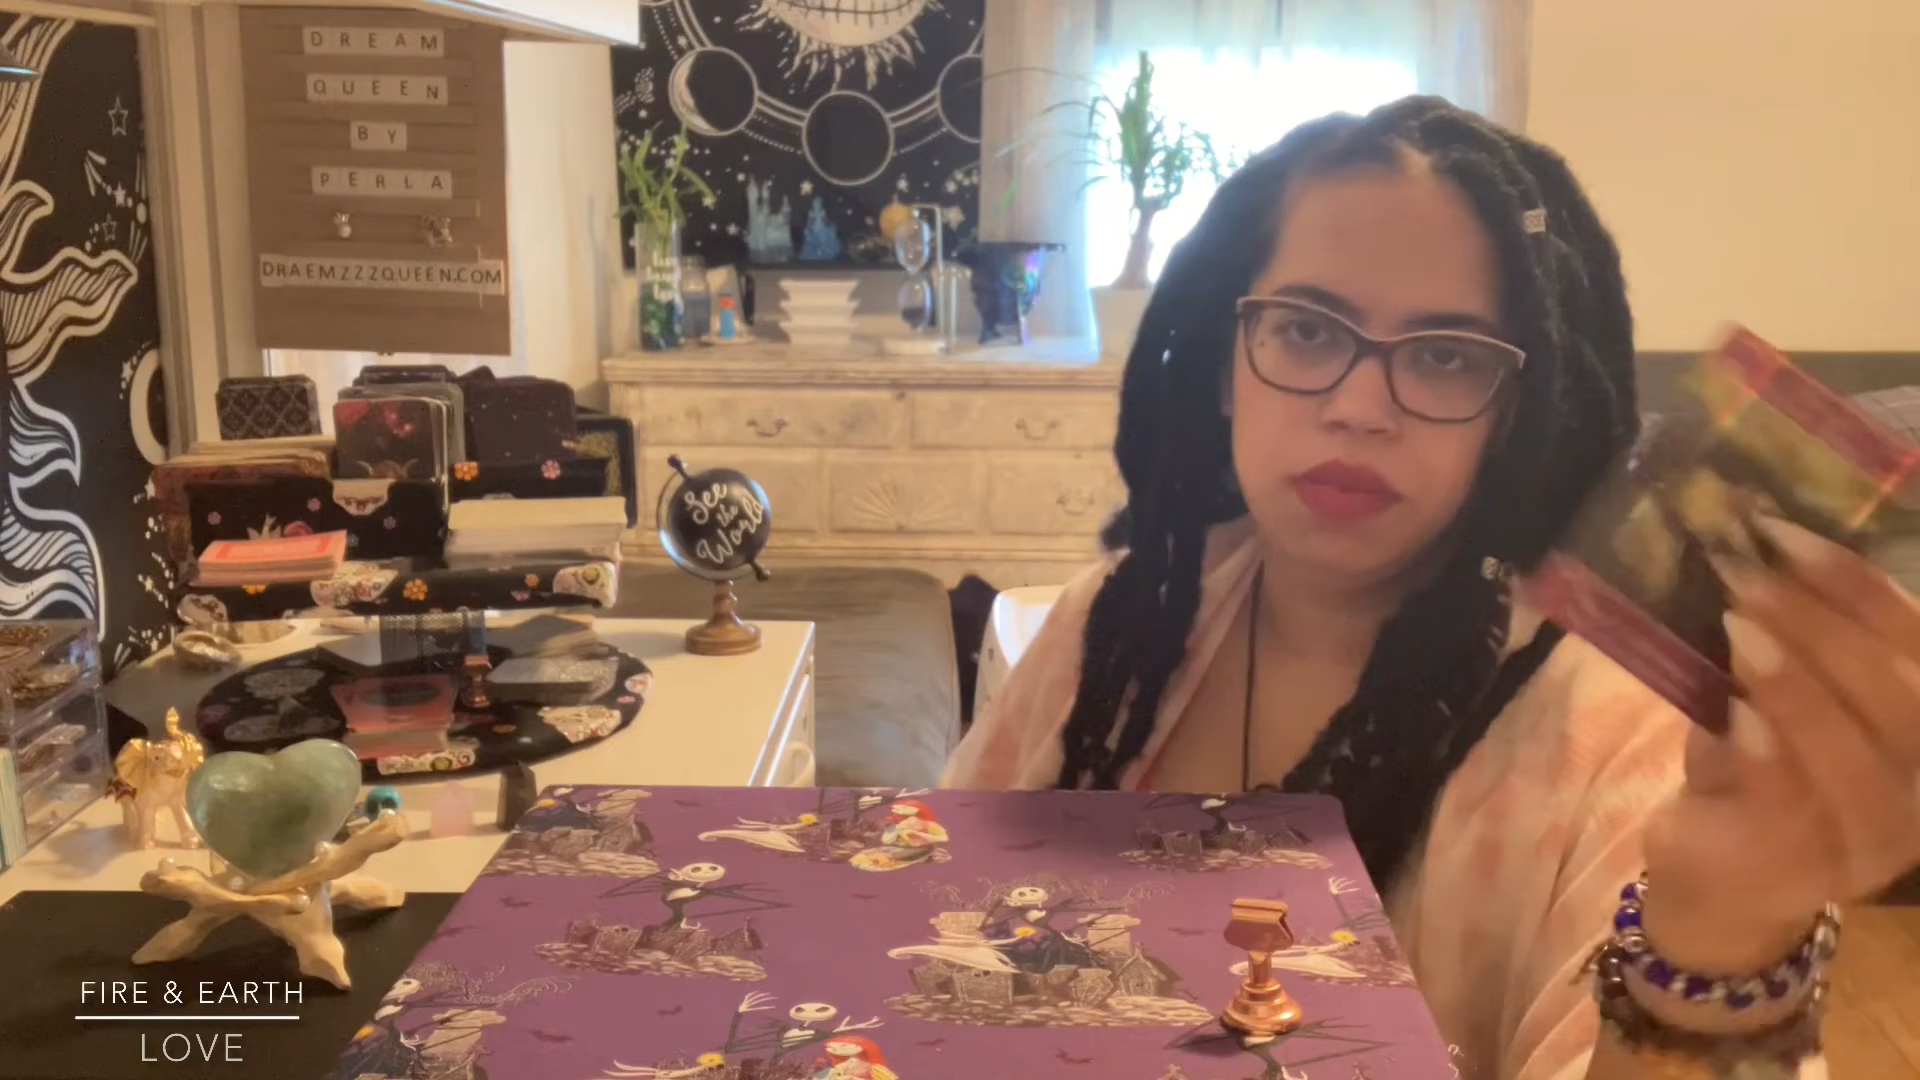 DREAM
QUEEN
BY
PERLA
DRAEMZZZQUEEN.COM
See
the
World
FIRE & EARTH
LOVE